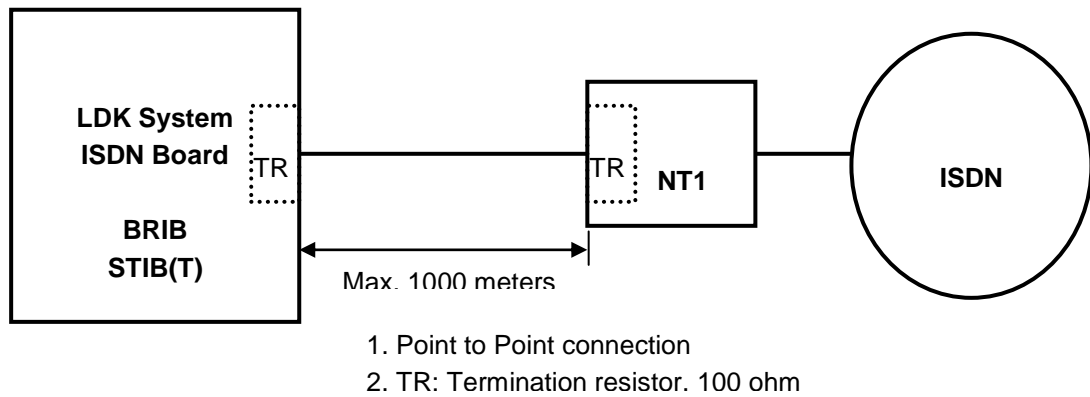 LDK System
ISDN Board
TR
BRIB
STIB(T)
TR
NT1
ISDN
Max. 1000 meters
1. Point to Point connection
2. TR: Termination resistor. 100 ohm